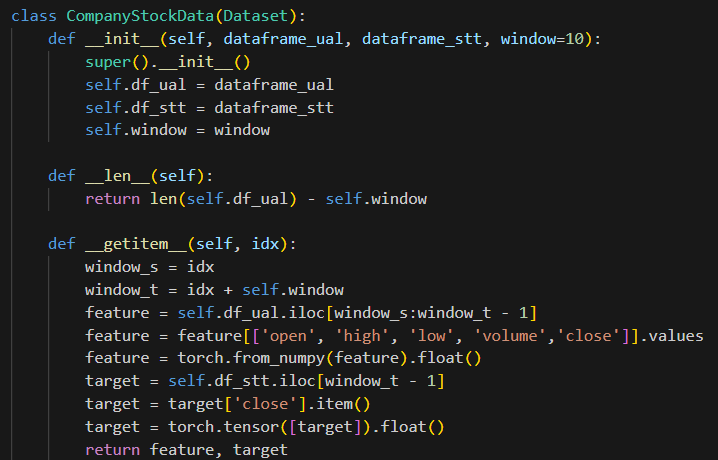 class CompanyStockData(Dataset):
    def __init__(self, dataframe_ual, dataframe_stt, window=10):
        super().__init__()
        self.df_ual = dataframe_ual
        self.df_stt = dataframe_stt
        self.window = window
    def __len__(self):
        return len(self.df_ual) - self.window
    def __getitem__(self, idx):
        window_s = idx
        window_t = idx + self.window
        feature = self.df_ual.iloc[window_s:window_t - 1]
        feature = feature[['open', 'high', 'low', 'volume','close']].values
        feature = torch.from_numpy(feature).float()
        target = self.df_stt.iloc[window_t - 1]
        target = target['close'].item()
        target = torch.tensor([target]).float()
        return feature, target